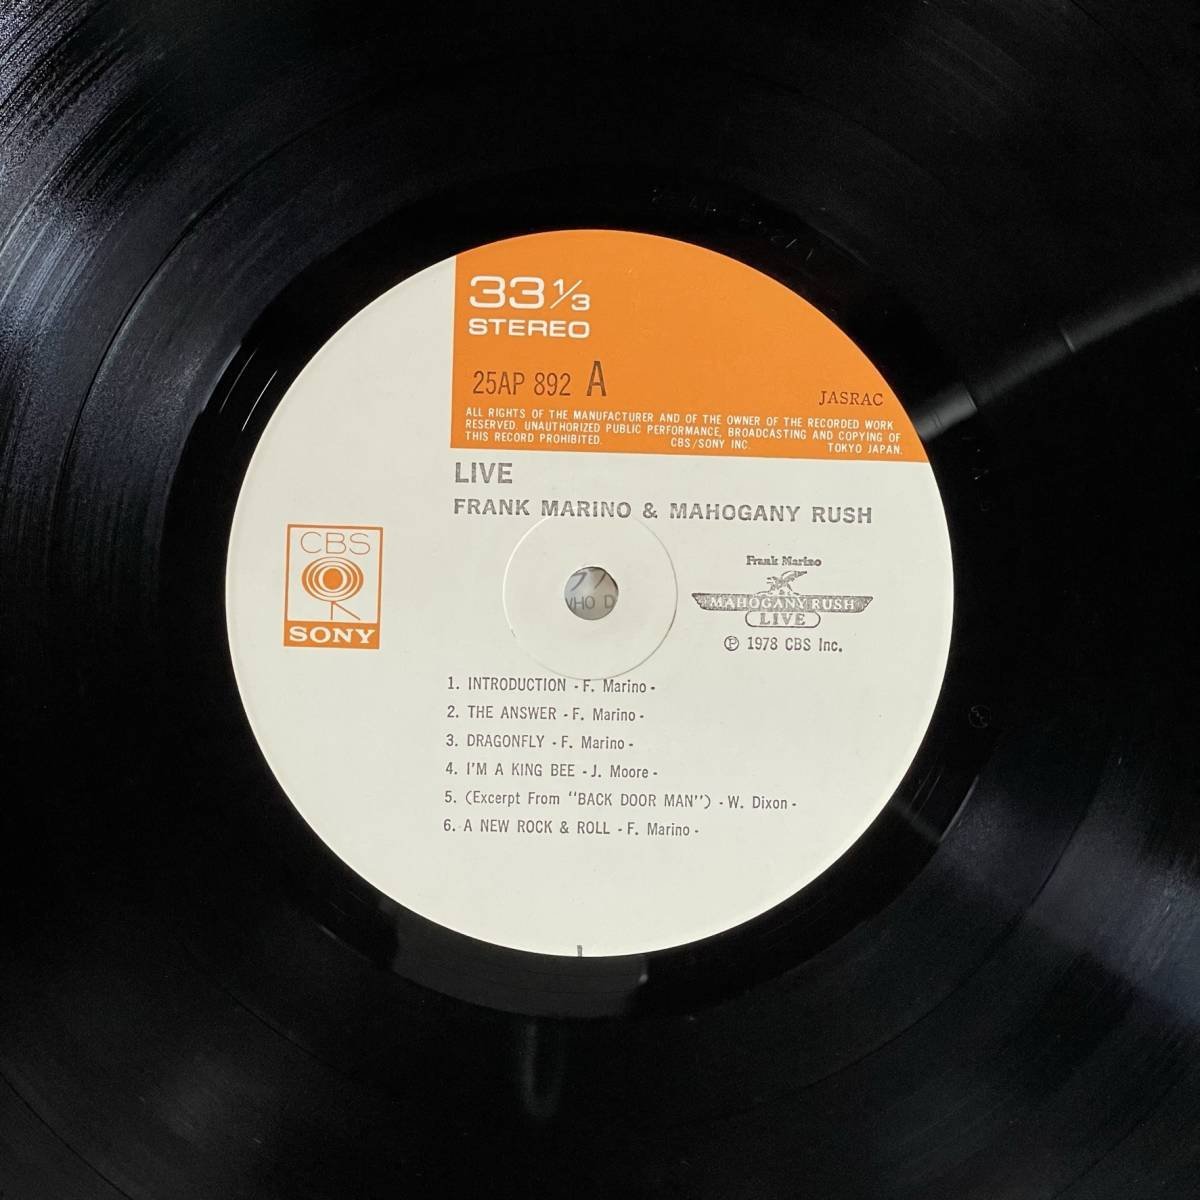 33 1/3
STEREO
25AP 892 A
JASRAC
ALL RIGHTS OF THE MANUFACTURER AND OF THE OWNER OF THE RECORDED WORK
RESERVED. UNAUTHORIZED PUBLIC PERFORMANCE, BROADCASTING AND COPYING OF
THIS RECORD PROHIBITED. CBS/SONY INC. TOKYO JAPAN.
LIVE
FRANK MARINO & MAHOGANY RUSH
CBS
SONY
Frank Marino
MAHOGANY RUSH
LIVE
℗ 1978 CBS Inc.
WHO D
1. INTRODUCTION - F. Marino -
2. THE ANSWER - F. Marino -
3. DRAGONFLY - F. Marino -
4. I'M A KING BEE - J. Moore -
5. (Excerpt From "BACK DOOR MAN") - W. Dixon -
6. A NEW ROCK & ROLL - F. Marino -